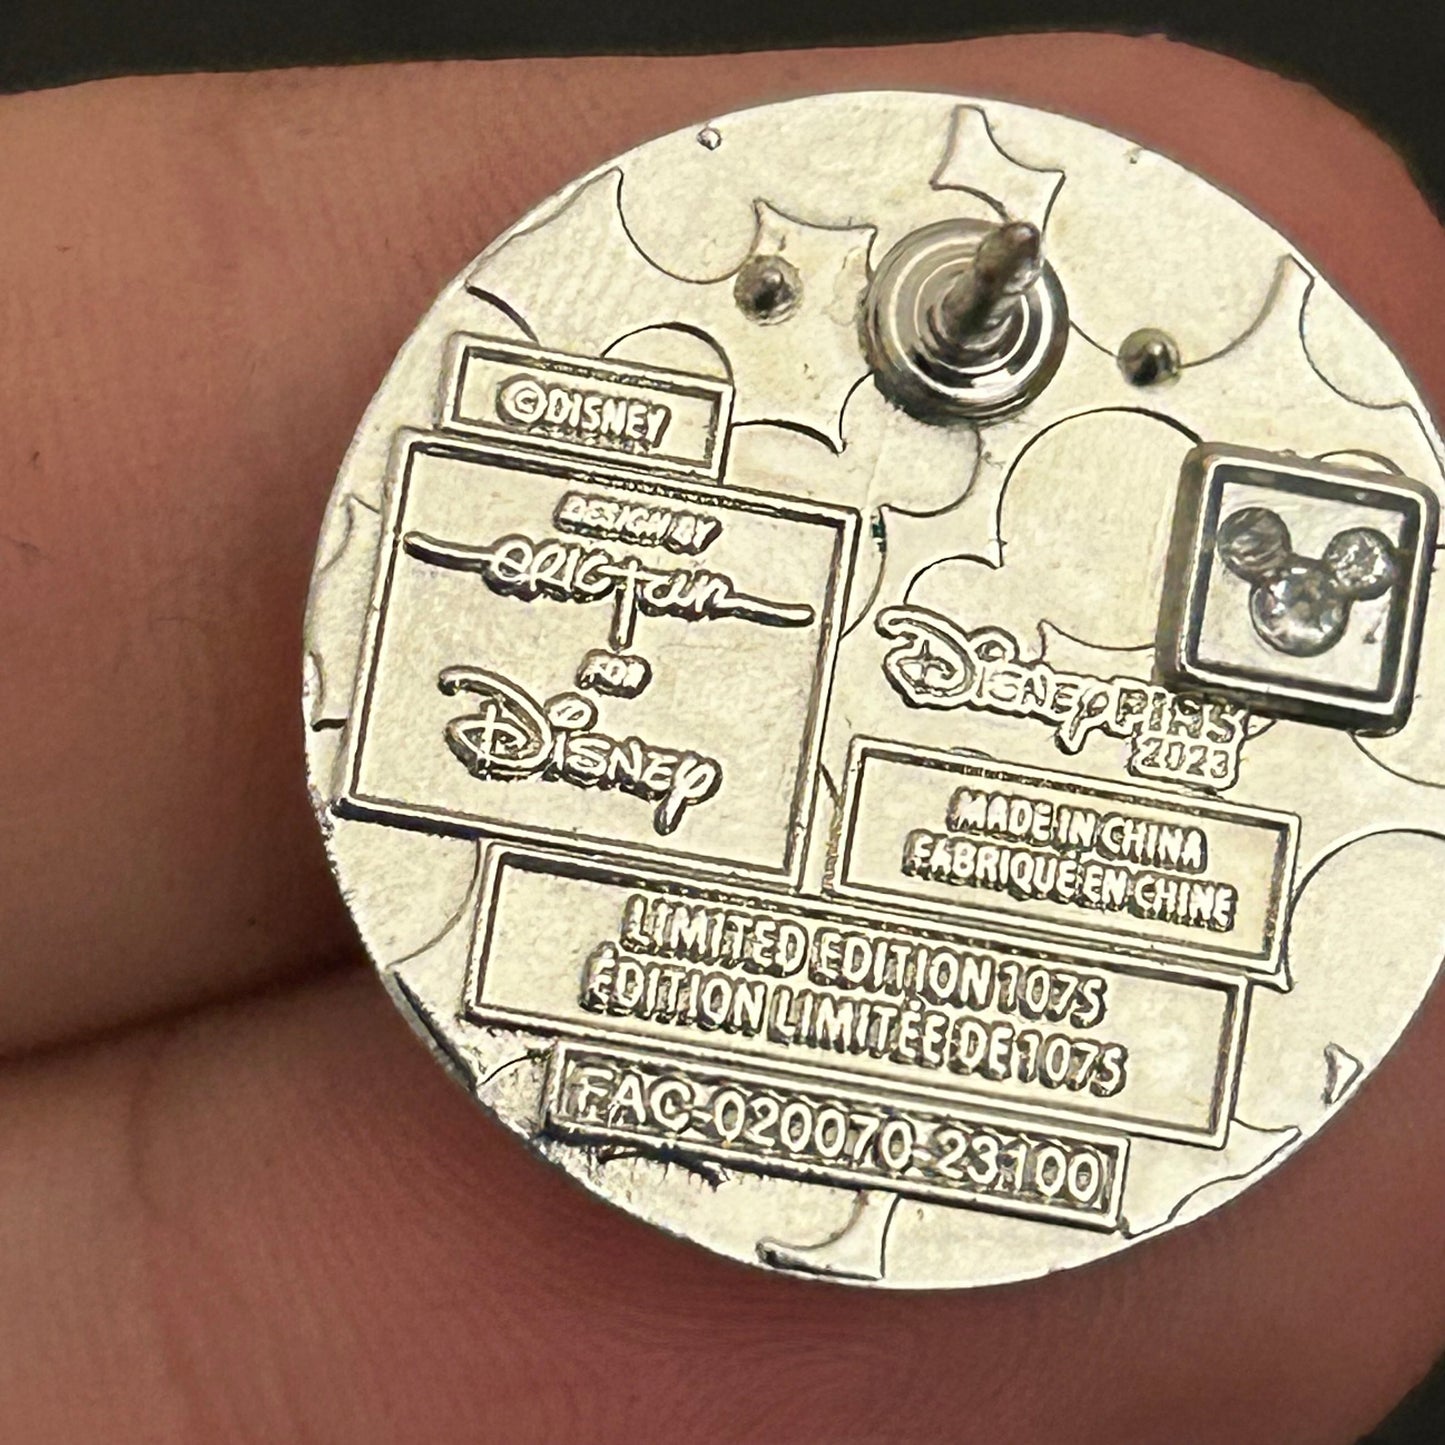 ©DISNEY
DESIGN BY
ERIC tan
FOR
Disney
Disney PINS
2023
MADE IN CHINA
FABRIQUÉ EN CHINE
LIMITED EDITION 1075
ÉDITION LIMITÉE DE 1075
FAC-020070-23100